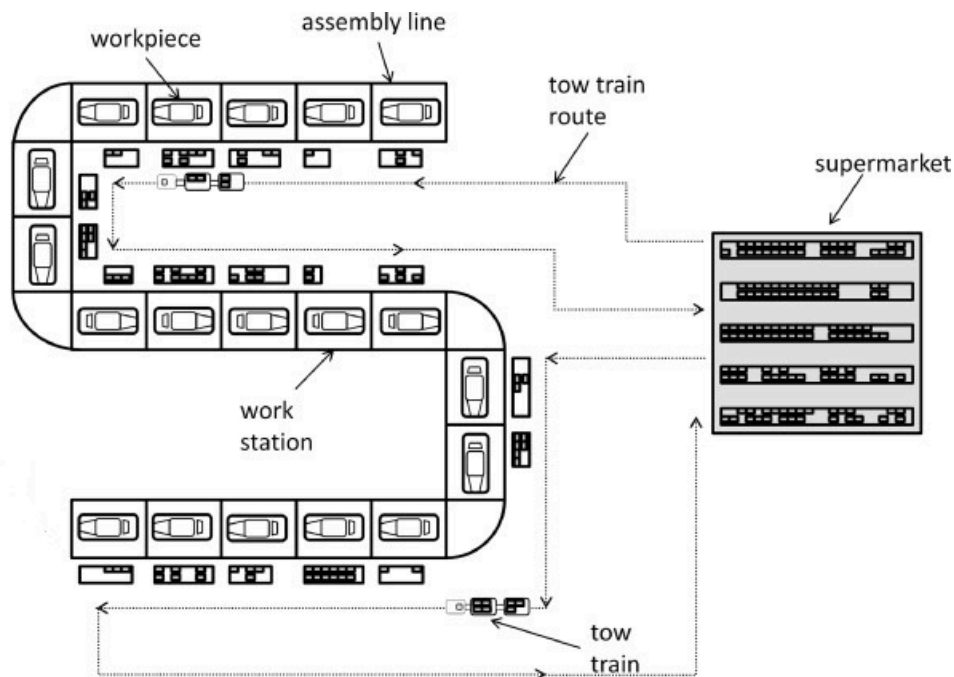 assembly line
workpiece
tow train
route
supermarket
work
station
tow
train